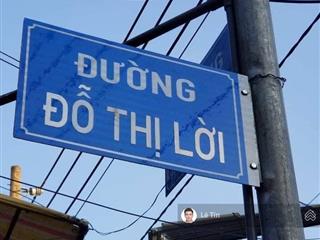 ĐƯỜNG
ĐỖ THỊ LỜI
Lê Tín